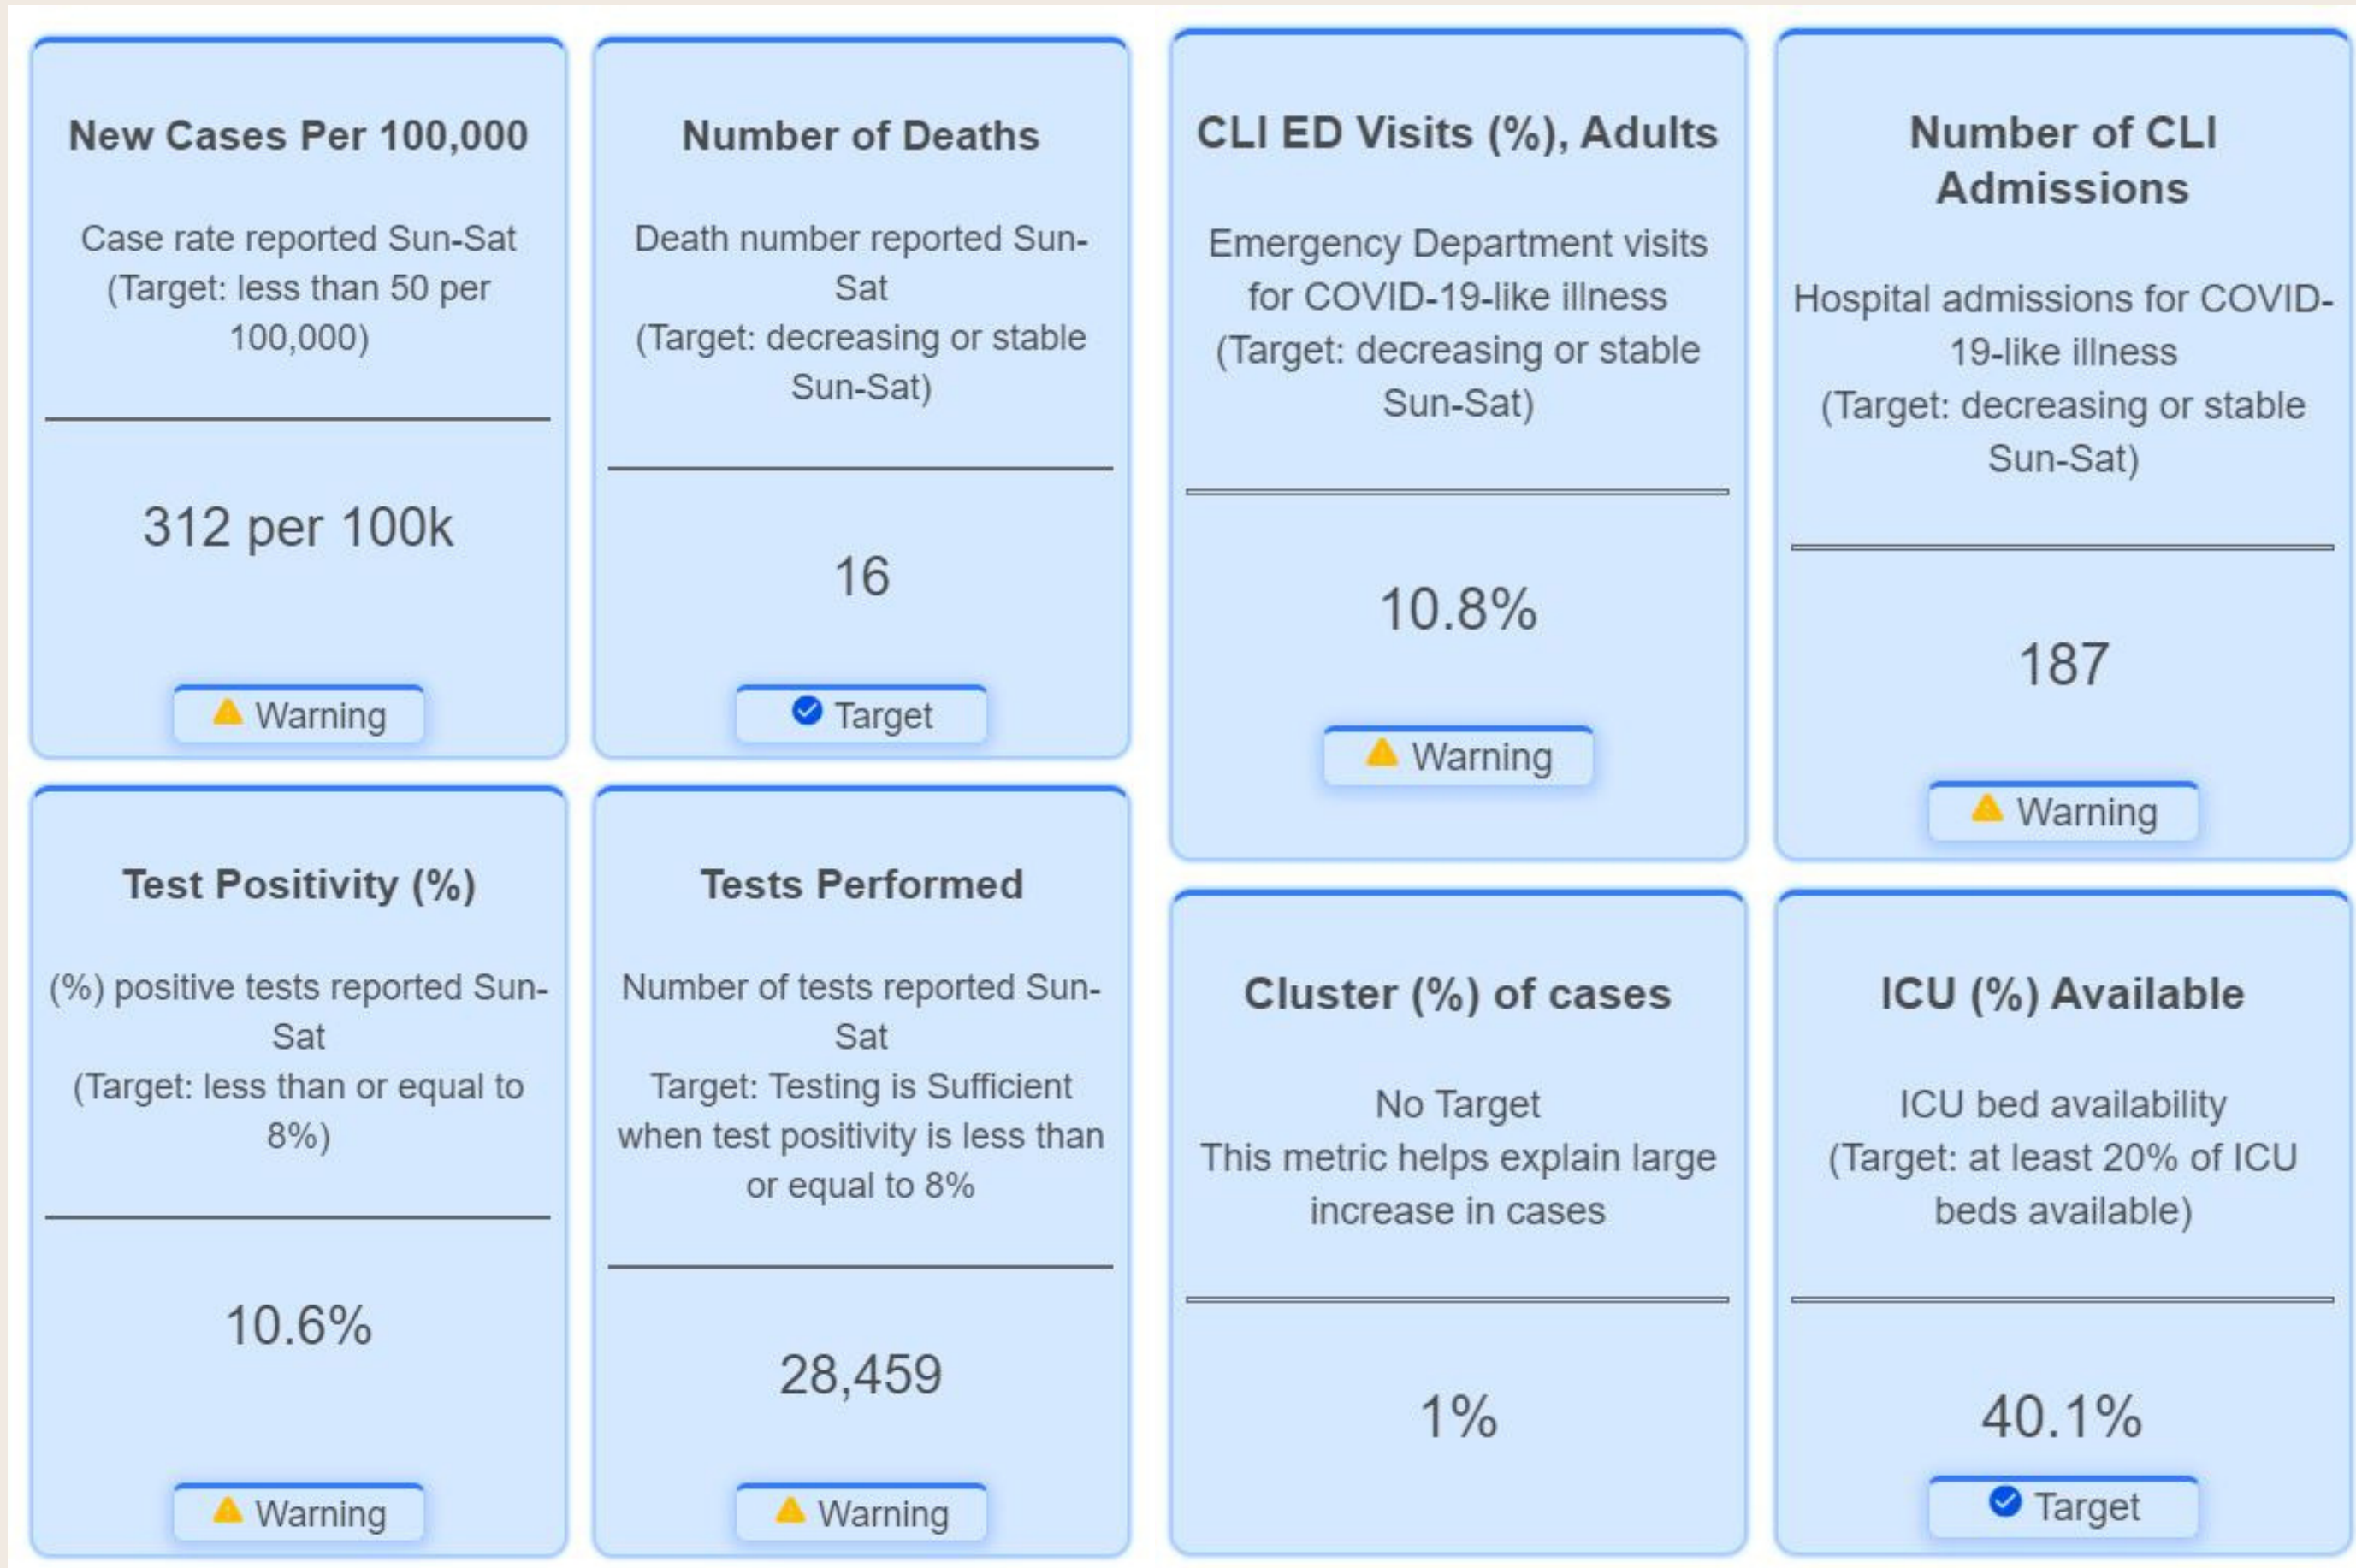 New Cases Per 100,000
Case rate reported Sun-Sat
(Target: less than 50 per
100,000)
312 per 100k
Warning
Number of Deaths
Death number reported Sun-
Sat
(Target: decreasing or stable
Sun-Sat)
16
Target
CLI ED Visits (%), Adults
Emergency Department visits
for COVID-19-like illness
(Target: decreasing or stable
Sun-Sat)
10.8%
Warning
Number of CLI
Admissions
Hospital admissions for COVID-
19-like illness
(Target: decreasing or stable
Sun-Sat)
187
Warning
Test Positivity (%)
(%) positive tests reported Sun-
Sat
(Target: less than or equal to
8%)
10.6%
Warning
Tests Performed
Number of tests reported Sun-
Sat
Target: Testing is Sufficient
when test positivity is less than
or equal to 8%
28,459
Warning
Cluster (%) of cases
No Target
This metric helps explain large
increase in cases
1%
ICU (%) Available
ICU bed availability
(Target: at least 20% of ICU
beds available)
40.1%
Target